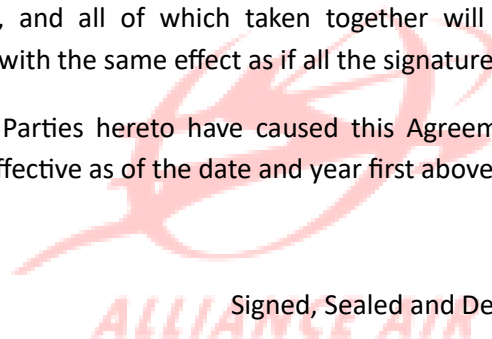 , and all of which taken together will
with the same effect as if all the signature
Parties hereto have caused this Agreem
ffective as of the date and year first above
Signed, Sealed and De
ALLIANCE AIR